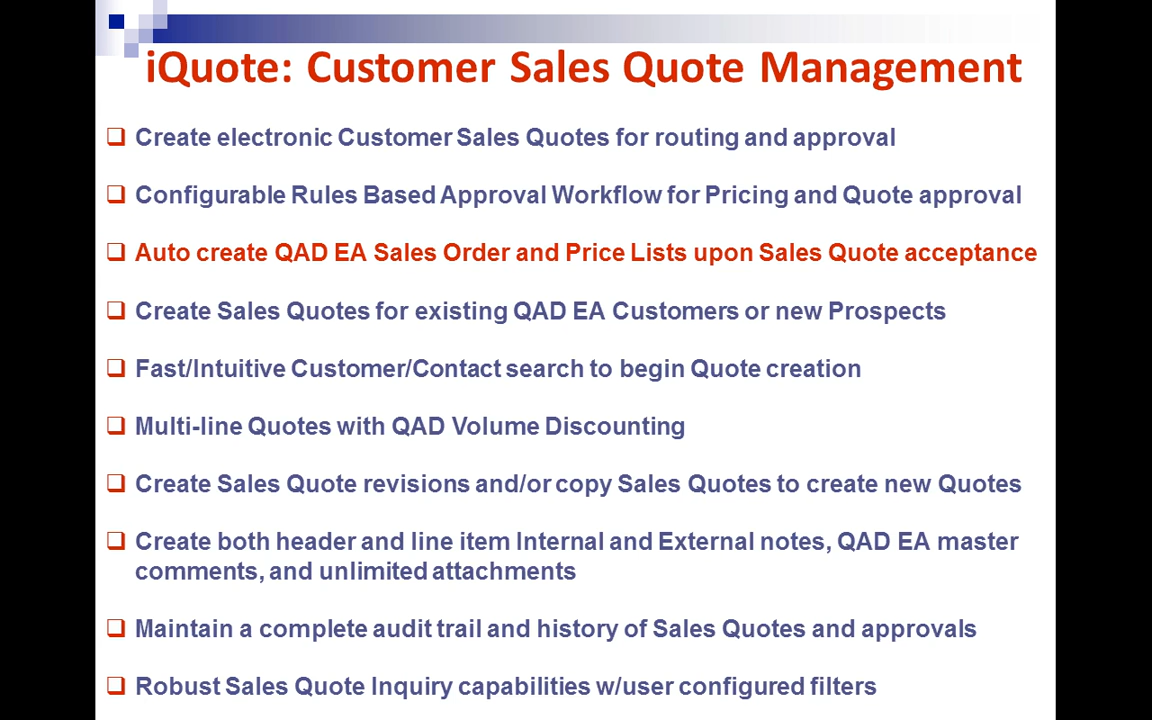 iQuote: Customer Sales Quote Management
Create electronic Customer Sales Quotes for routing and approval
Configurable Rules Based Approval Workflow for Pricing and Quote approval
Auto create QAD EA Sales Order and Price Lists upon Sales Quote acceptance
Create Sales Quotes for existing QAD EA Customers or new Prospects
Fast/Intuitive Customer/Contact search to begin Quote creation
Multi-line Quotes with QAD Volume Discounting
Create Sales Quote revisions and/or copy Sales Quotes to create new Quotes
Create both header and line item Internal and External notes, QAD EA master
comments, and unlimited attachments
Maintain a complete audit trail and history of Sales Quotes and approvals
Robust Sales Quote Inquiry capabilities w/user configured filters